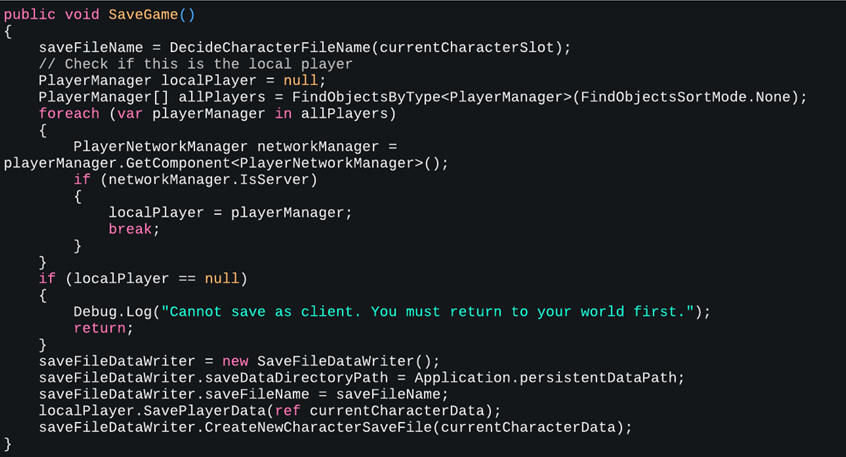 public void SaveGame()
{
    saveFileName = DecideCharacterFileName(currentCharacterSlot);
    // Check if this is the local player
    PlayerManager localPlayer = null;
    PlayerManager[] allPlayers = FindObjectsByType<PlayerManager>(FindObjectsSortMode.None);
    foreach (var playerManager in allPlayers)
    {
        PlayerNetworkManager networkManager =
playerManager.GetComponent<PlayerNetworkManager>();
        if (networkManager.IsServer)
        {
            localPlayer = playerManager;
            break;
        }
    }
    if (localPlayer == null)
    {
        Debug.Log("Cannot save as client. You must return to your world first.");
        return;
    }
    saveFileDataWriter = new SaveFileDataWriter();
    saveFileDataWriter.saveDataDirectoryPath = Application.persistentDataPath;
    saveFileDataWriter.saveFileName = saveFileName;
    localPlayer.SavePlayerData(ref currentCharacterData);
    saveFileDataWriter.CreateNewCharacterSaveFile(currentCharacterData);
}